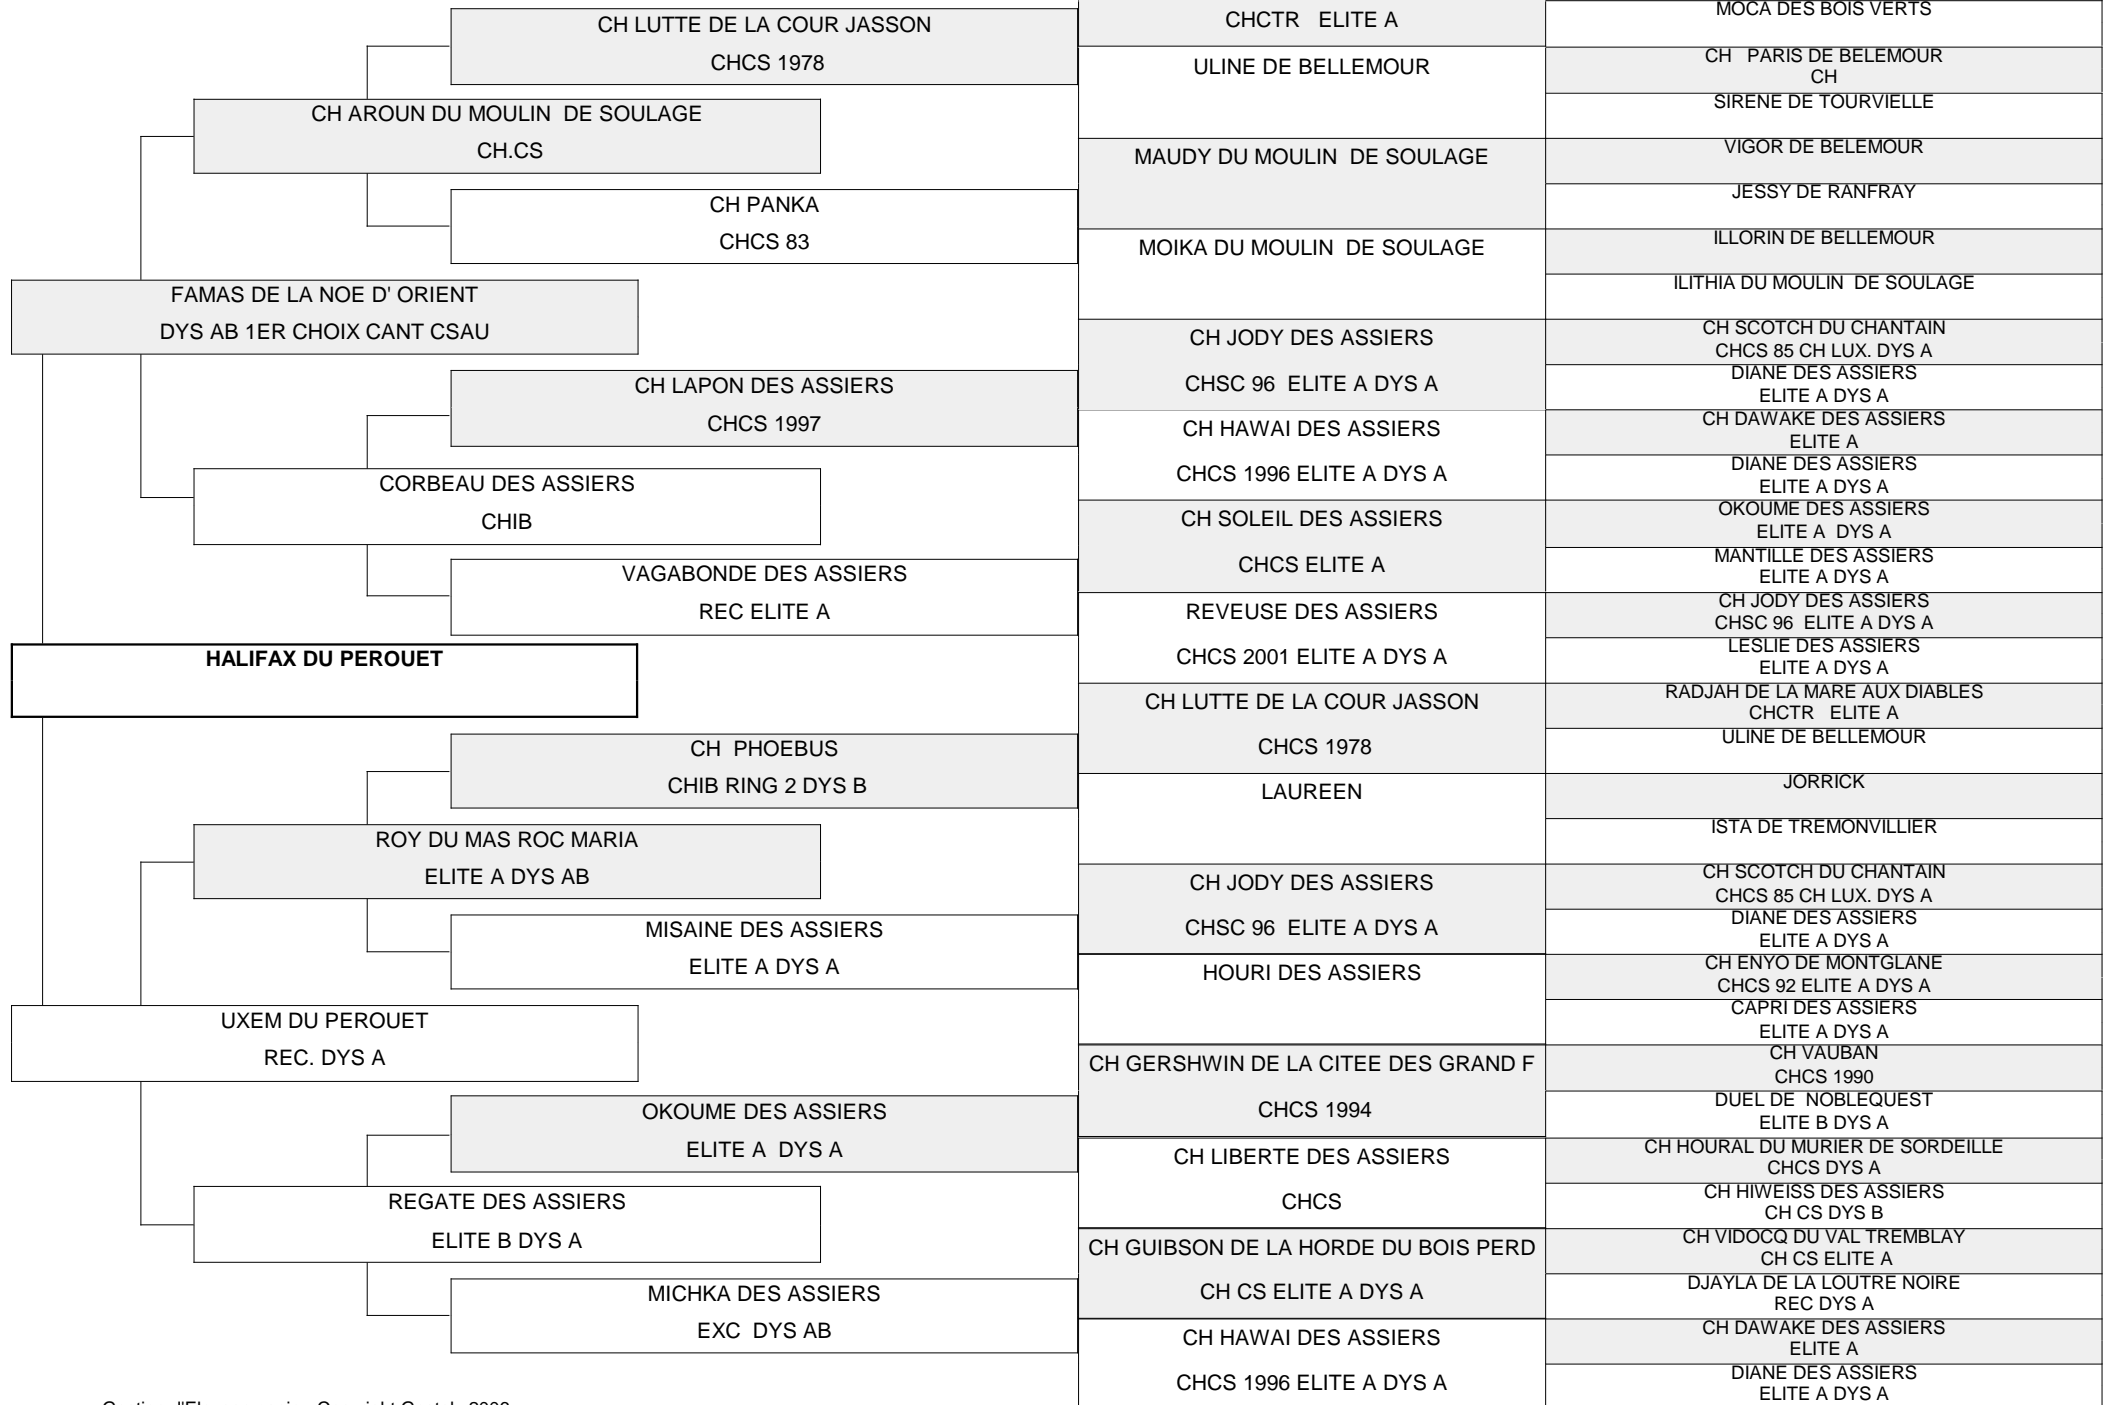 CH LUTTE DE LA COUR JASSON
CHCS 1978
CH AROUN DU MOULIN DE SOULAGE
CH.CS
CH PANKA
CHCS 83
FAMAS DE LA NOE D' ORIENT
DYS AB 1ER CHOIX CANT CSAU
CH LAPON DES ASSIERS
CHCS 1997
CORBEAU DES ASSIERS
CHIB
VAGABONDE DES ASSIERS
REC ELITE A
HALIFAX DU PEROUET
CH PHOEBUS
CHIB RING 2 DYS B
ROY DU MAS ROC MARIA
ELITE A DYS AB
MISAINE DES ASSIERS
ELITE A DYS A
UXEM DU PEROUET
REC. DYS A
OKOUME DES ASSIERS
ELITE A DYS A
REGATE DES ASSIERS
ELITE B DYS A
MICHKA DES ASSIERS
EXC DYS AB
CHCTR ELITE A
ULINE DE BELLEMOUR
MAUDY DU MOULIN DE SOULAGE
MOIKA DU MOULIN DE SOULAGE
CH JODY DES ASSIERS
CHSC 96 ELITE A DYS A
CH HAWAI DES ASSIERS
CHCS 1996 ELITE A DYS A
CH SOLEIL DES ASSIERS
CHCS ELITE A
REVEUSE DES ASSIERS
CHCS 2001 ELITE A DYS A
CH LUTTE DE LA COUR JASSON
CHCS 1978
LAUREEN
CH JODY DES ASSIERS
CHSC 96 ELITE A DYS A
HOURI DES ASSIERS
CH GERSHWIN DE LA CITEE DES GRAND F
CHCS 1994
CH LIBERTE DES ASSIERS
CHCS
CH GUIBSON DE LA HORDE DU BOIS PERD
CH CS ELITE A DYS A
CH HAWAI DES ASSIERS
CHCS 1996 ELITE A DYS A
MOCA DES BOIS VERTS
CH PARIS DE BELEMOUR
CH
SIRENE DE TOURVIELLE
VIGOR DE BELEMOUR
JESSY DE RANFRAY
ILLORIN DE BELLEMOUR
ILITHIA DU MOULIN DE SOULAGE
CH SCOTCH DU CHANTAIN
CHCS 85 CH LUX. DYS A
DIANE DES ASSIERS
ELITE A DYS A
CH DAWAKE DES ASSIERS
ELITE A
DIANE DES ASSIERS
ELITE A DYS A
OKOUME DES ASSIERS
ELITE A DYS A
MANTILLE DES ASSIERS
ELITE A DYS A
CH JODY DES ASSIERS
CHSC 96 ELITE A DYS A
LESLIE DES ASSIERS
ELITE A DYS A
RADJAH DE LA MARE AUX DIABLES
CHCTR ELITE A
ULINE DE BELLEMOUR
JORRICK
ISTA DE TREMONVILLIER
CH SCOTCH DU CHANTAIN
CHCS 85 CH LUX. DYS A
DIANE DES ASSIERS
ELITE A DYS A
CH ENYO DE MONTGLANE
CHCS 92 ELITE A DYS A
CAPRI DES ASSIERS
ELITE A DYS A
CH VAUBAN
CHCS 1990
DUEL DE NOBLEQUEST
ELITE B DYS A
CH HOURAL DU MURIER DE SORDEILLE
CHCS DYS A
CH HIWEISS DES ASSIERS
CH CS DYS B
CH VIDOCQ DU VAL TREMBLAY
CH CS ELITE A
DJAYLA DE LA LOUTRE NOIRE
REC DYS A
CH DAWAKE DES ASSIERS
ELITE A
DIANE DES ASSIERS
ELITE A DYS A